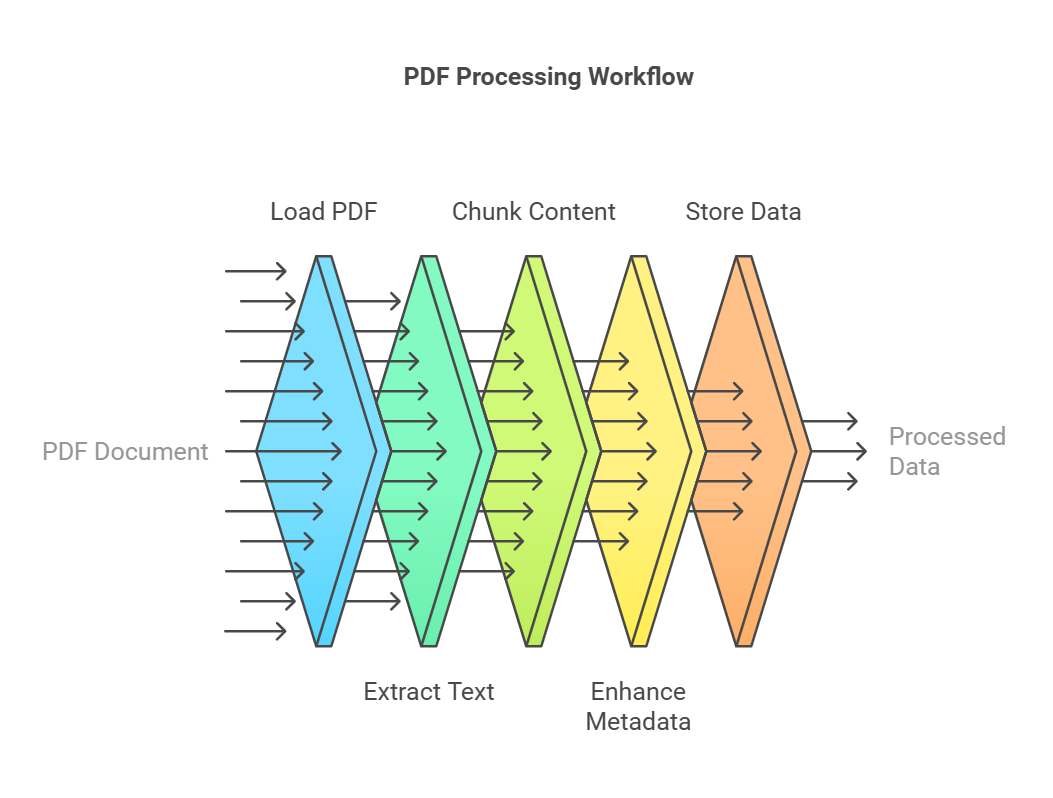 PDF Processing Workflow
Load PDF
Chunk Content
Store Data
PDF Document
Processed
Data
Extract Text
Enhance
Metadata